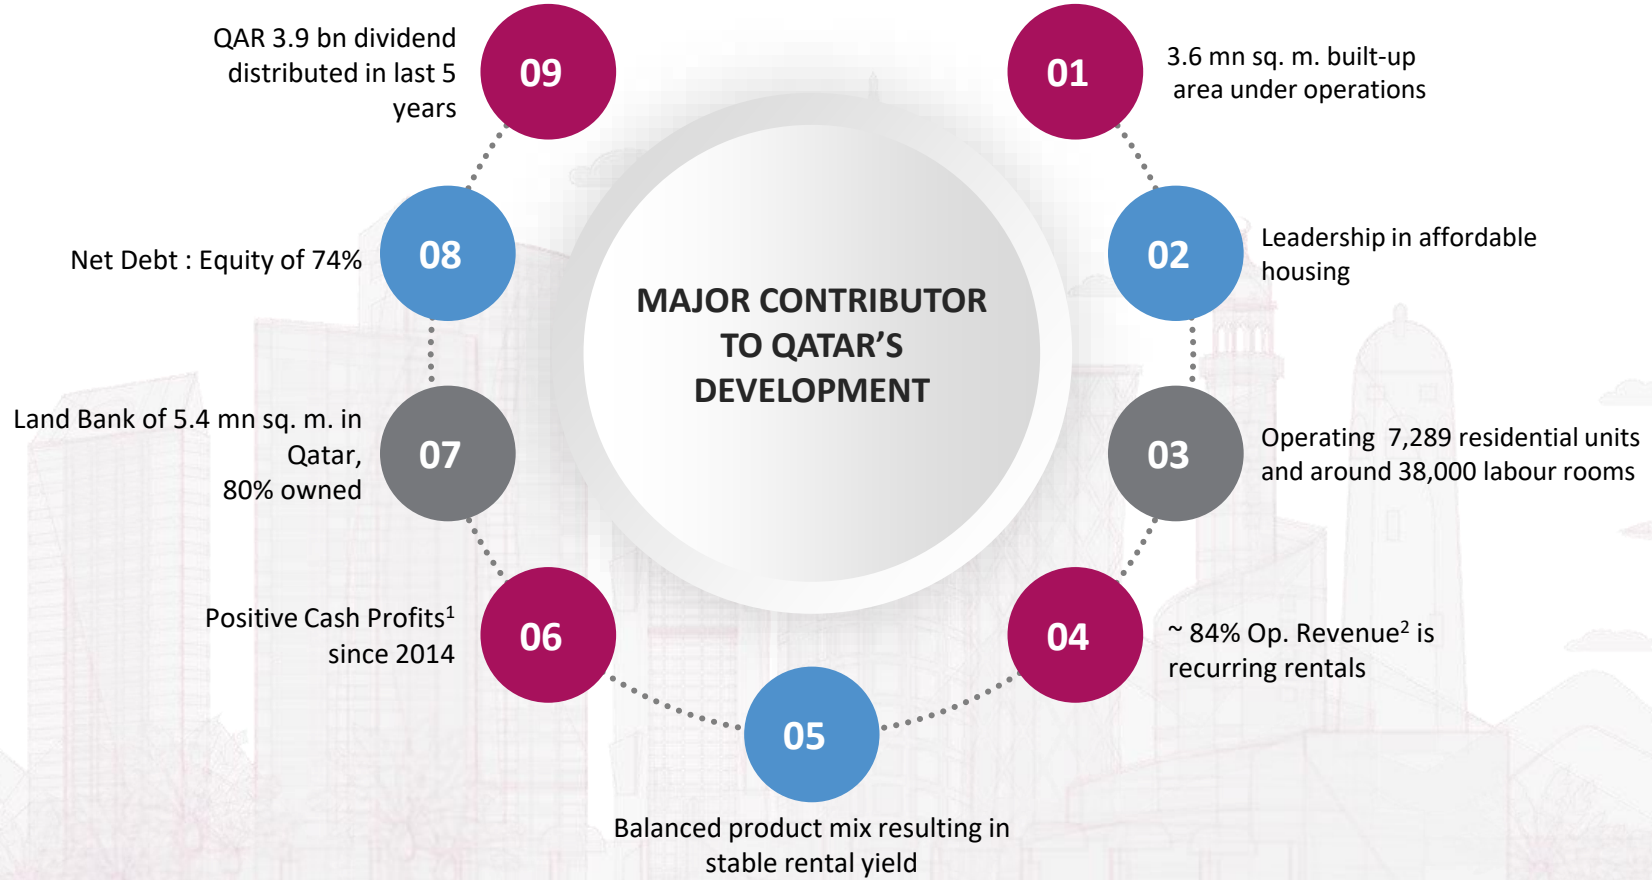 MAJOR CONTRIBUTOR
TO QATAR’S
DEVELOPMENT
01
3.6 mn sq. m. built-up
area under operations
02
Leadership in affordable
housing
03
Operating 7,289 residential units
and around 38,000 labour rooms
04
~ 84% Op. Revenue² is
recurring rentals
05
Balanced product mix resulting in
stable rental yield
06
Positive Cash Profits¹
since 2014
07
Land Bank of 5.4 mn sq. m. in
Qatar,
80% owned
08
Net Debt : Equity of 74%
09
QAR 3.9 bn dividend
distributed in last 5
years